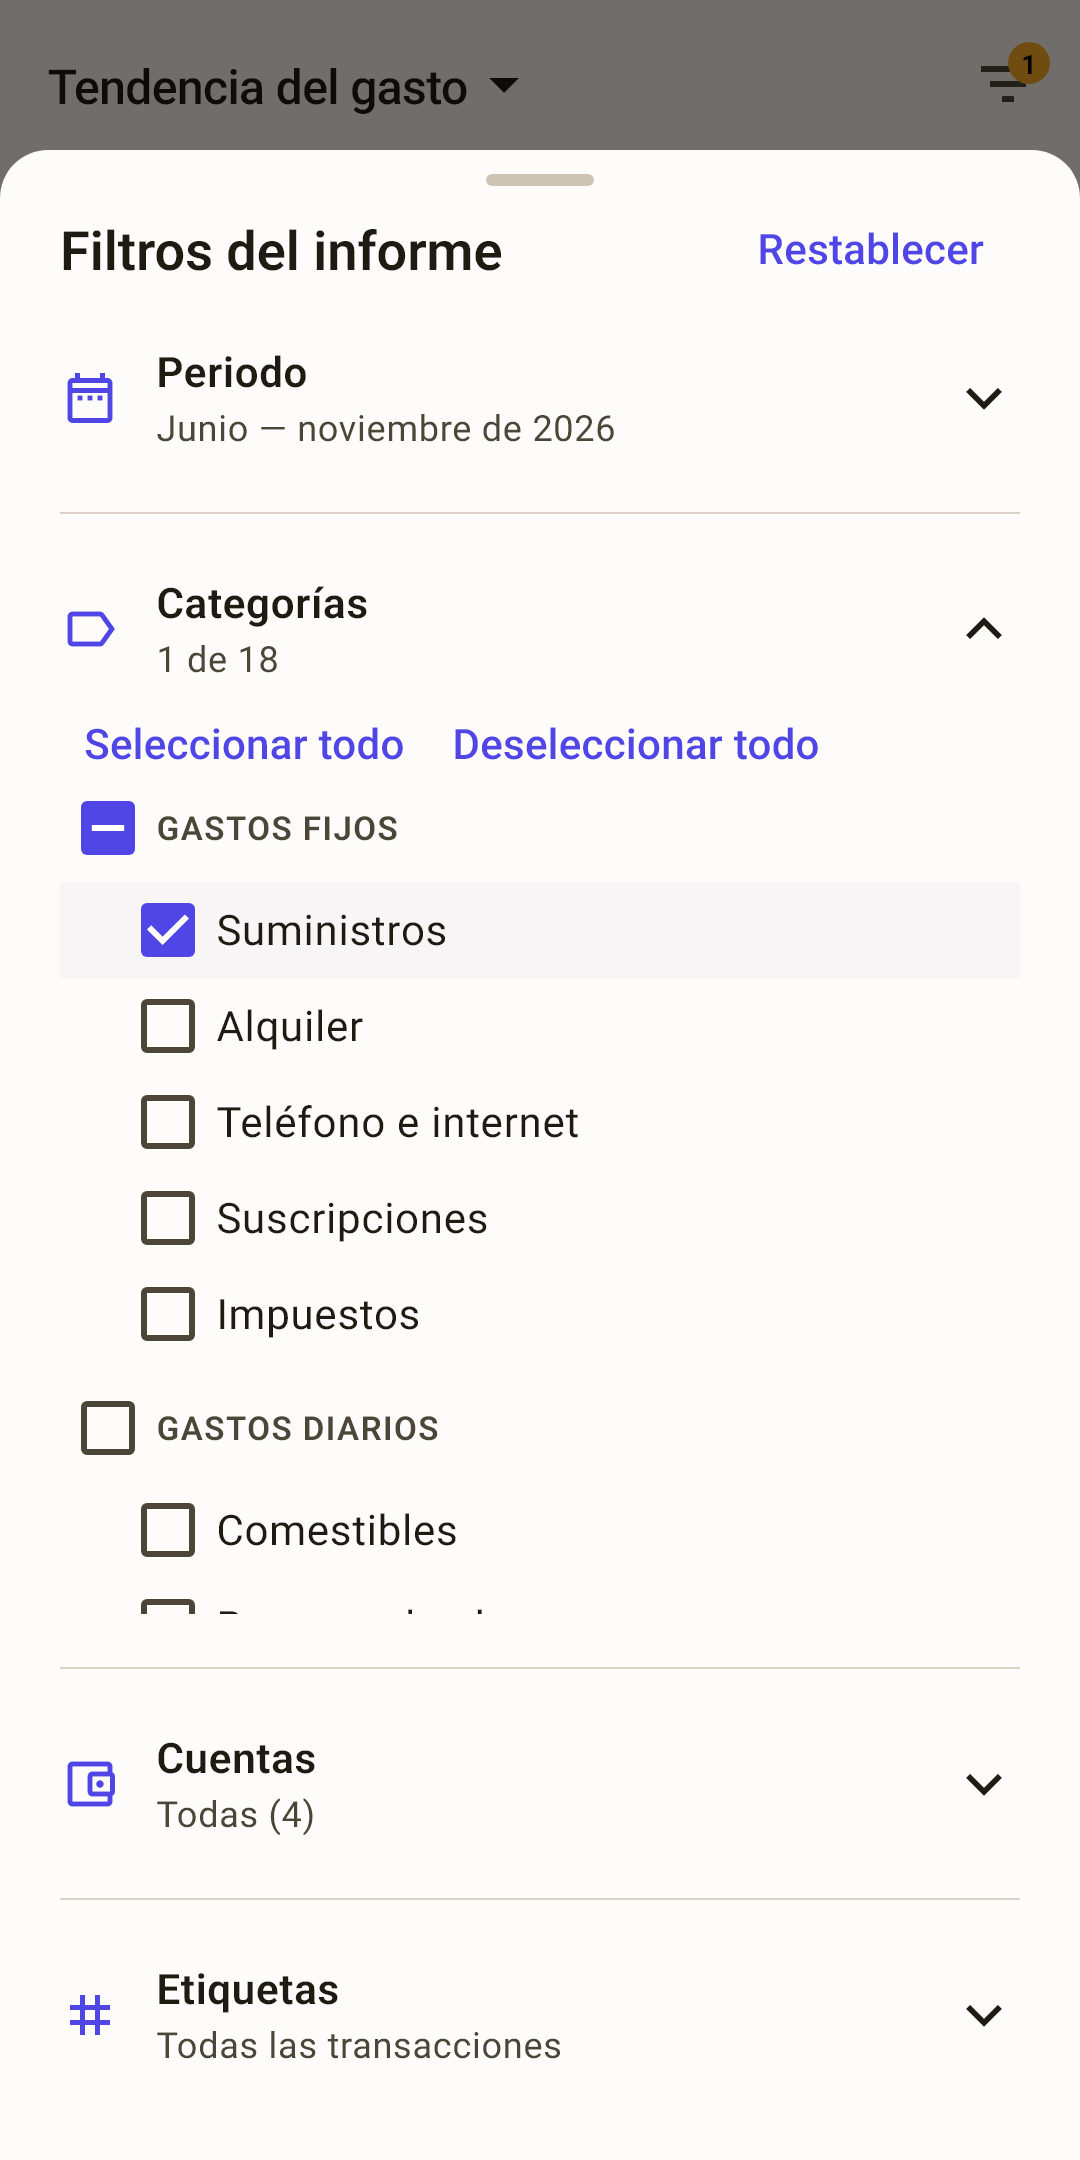 Tendencia del gasto
1
Filtros del informe
Restablecer
Periodo
Junio — noviembre de 2026
Categorías
1 de 18
Seleccionar todo
Deseleccionar todo
GASTOS FIJOS
Suministros
Alquiler
Teléfono e internet
Suscripciones
Impuestos
GASTOS DIARIOS
Comestibles
Cuentas
Todas (4)
Etiquetas
Todas las transacciones